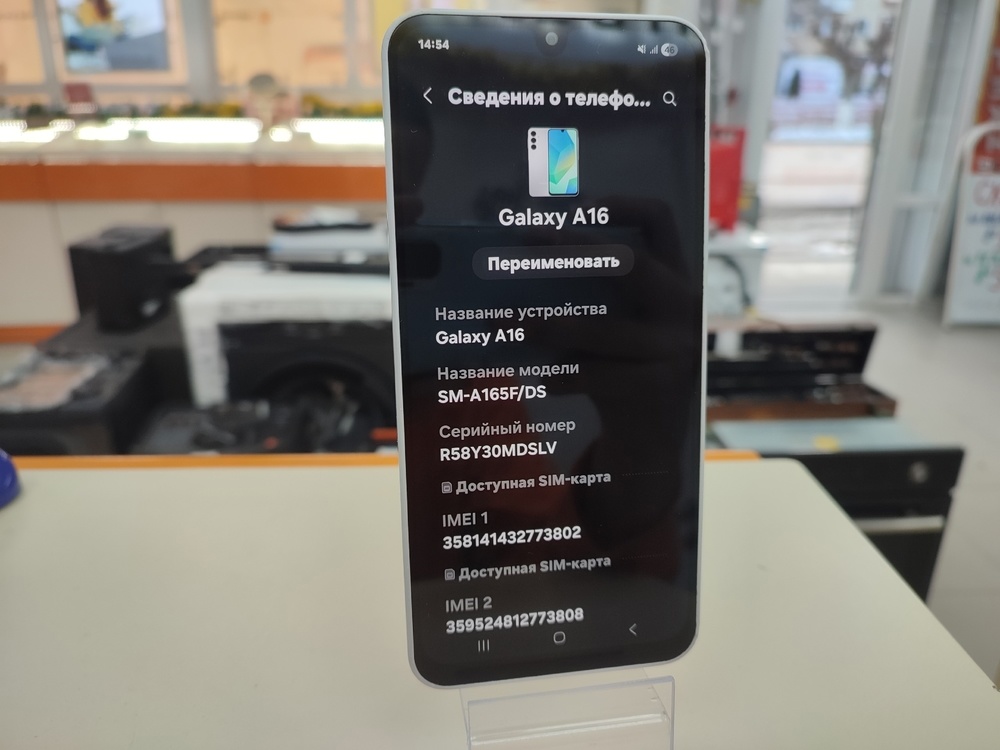 14:54
46
Сведения о телефо...
Galaxy A16
Переименовать
Название устройства
Galaxy A16
Название модели
SM-A165F/DS
Серийный номер
R58Y30MDSLV
Доступная SIM-карта
IMEI 1
358141432773802
Доступная SIM-карта
IMEI 2
359524812773808